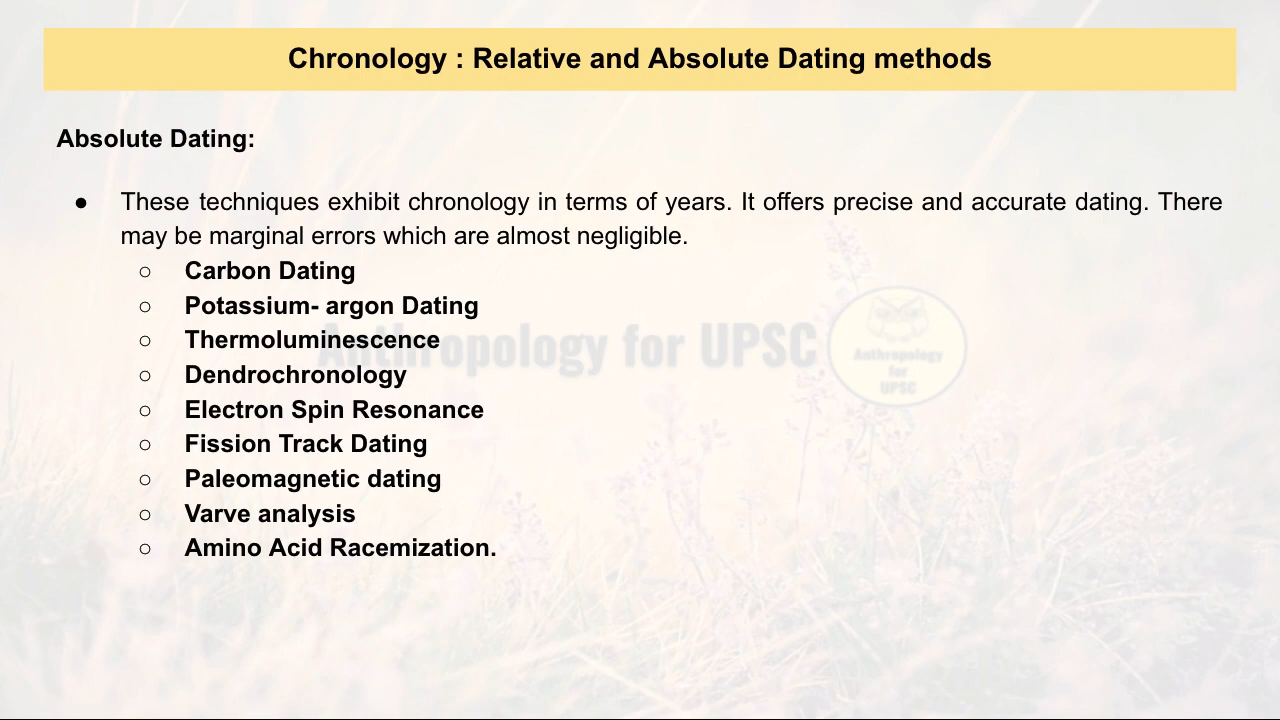 Chronology : Relative and Absolute Dating methods
Absolute Dating:
● These techniques exhibit chronology in terms of years. It offers precise and accurate dating. There
may be marginal errors which are almost negligible.
○ Carbon Dating
○ Potassium- argon Dating
○ Thermoluminescence
○ Dendrochronology
○ Electron Spin Resonance
○ Fission Track Dating
○ Paleomagnetic dating
○ Varve analysis
○ Amino Acid Racemization.
Anthropology for UPSC
Anthropology
for
UPSC